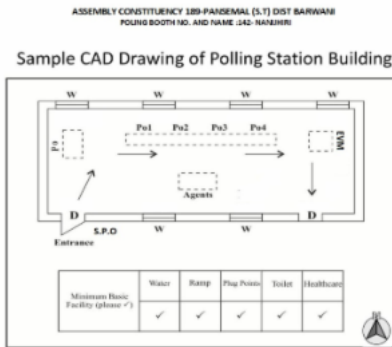 ASSEMBLY CONSTITUENCY 189-PANSEMAL (S.T) DIST BARWANI
POLING BOOTH NO. AND NAME :142- NANIJHIRI
Sample CAD Drawing of Polling Station Building
W W W W
Po1 Po2 Po3 Po4
Po
EVM
Agents
D D
S.P.O
W W
Entrance
Minimum Basic Facility (please ✓) Water Ramp Plug Points Toilet Healthcare
✓ ✓ ✓ ✓ ✓
N